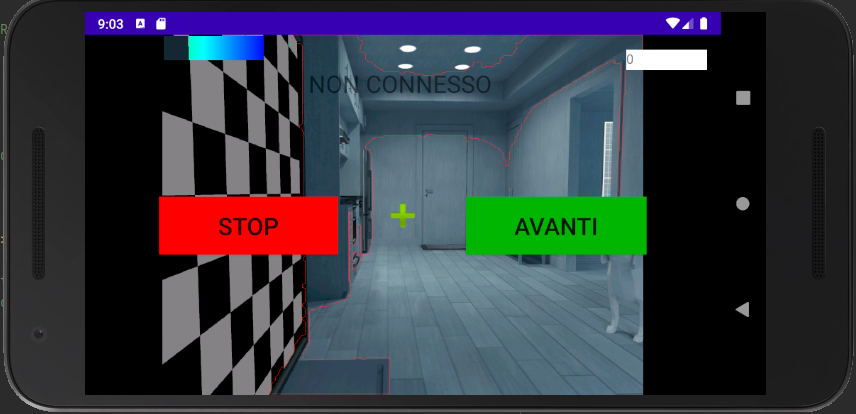 9:03
A
NON CONNESSO
0
STOP
AVANTI